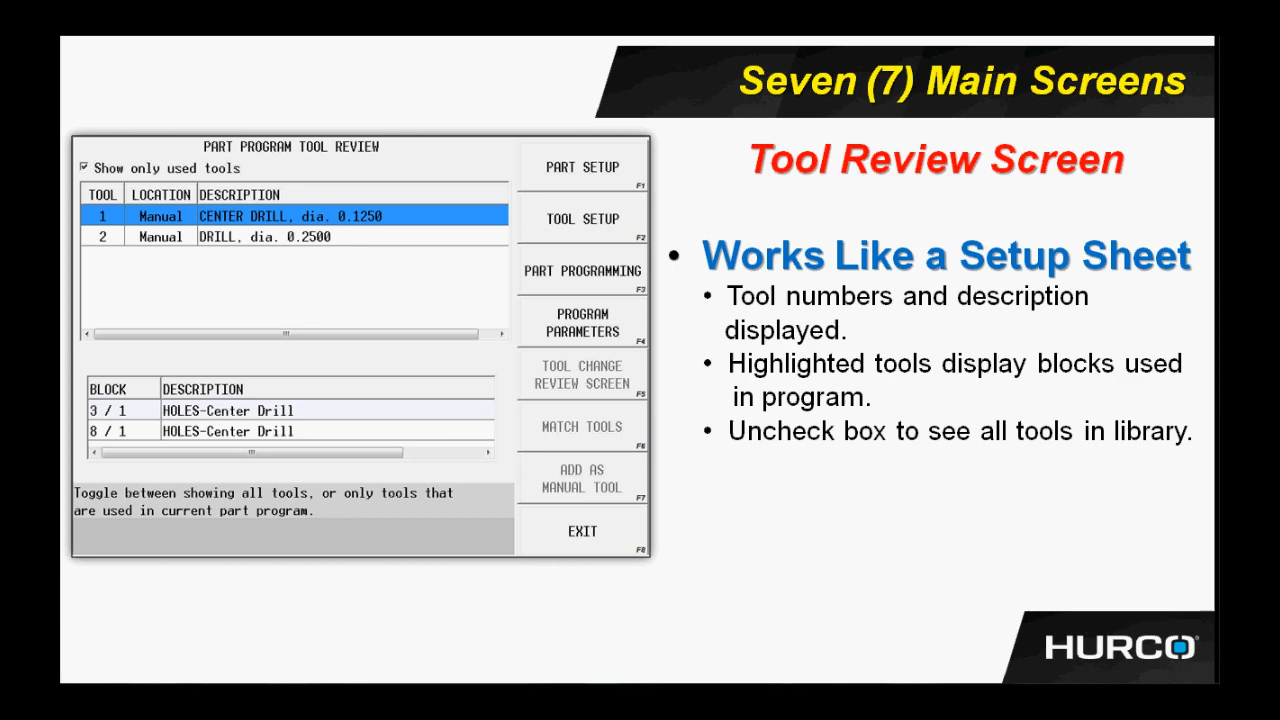 Seven (7) Main Screens
PART PROGRAM TOOL REVIEW
Show only used tools
TOOL LOCATION DESCRIPTION
1 Manual CENTER DRILL, dia. 0.1250
2 Manual DRILL, dia. 0.2500
BLOCK DESCRIPTION
3 / 1 HOLES-Center Drill
8 / 1 HOLES-Center Drill
Toggle between showing all tools, or only tools that
are used in current part program.
PART SETUP
F1
TOOL SETUP
F2
PART PROGRAMMING
F3
PROGRAM
PARAMETERS
F4
TOOL CHANGE
REVIEW SCREEN
F5
MATCH TOOLS
F6
ADD AS
MANUAL TOOL
F7
EXIT
F8
Tool Review Screen
• Works Like a Setup Sheet
• Tool numbers and description
displayed.
• Highlighted tools display blocks used
in program.
• Uncheck box to see all tools in library.
HURCO